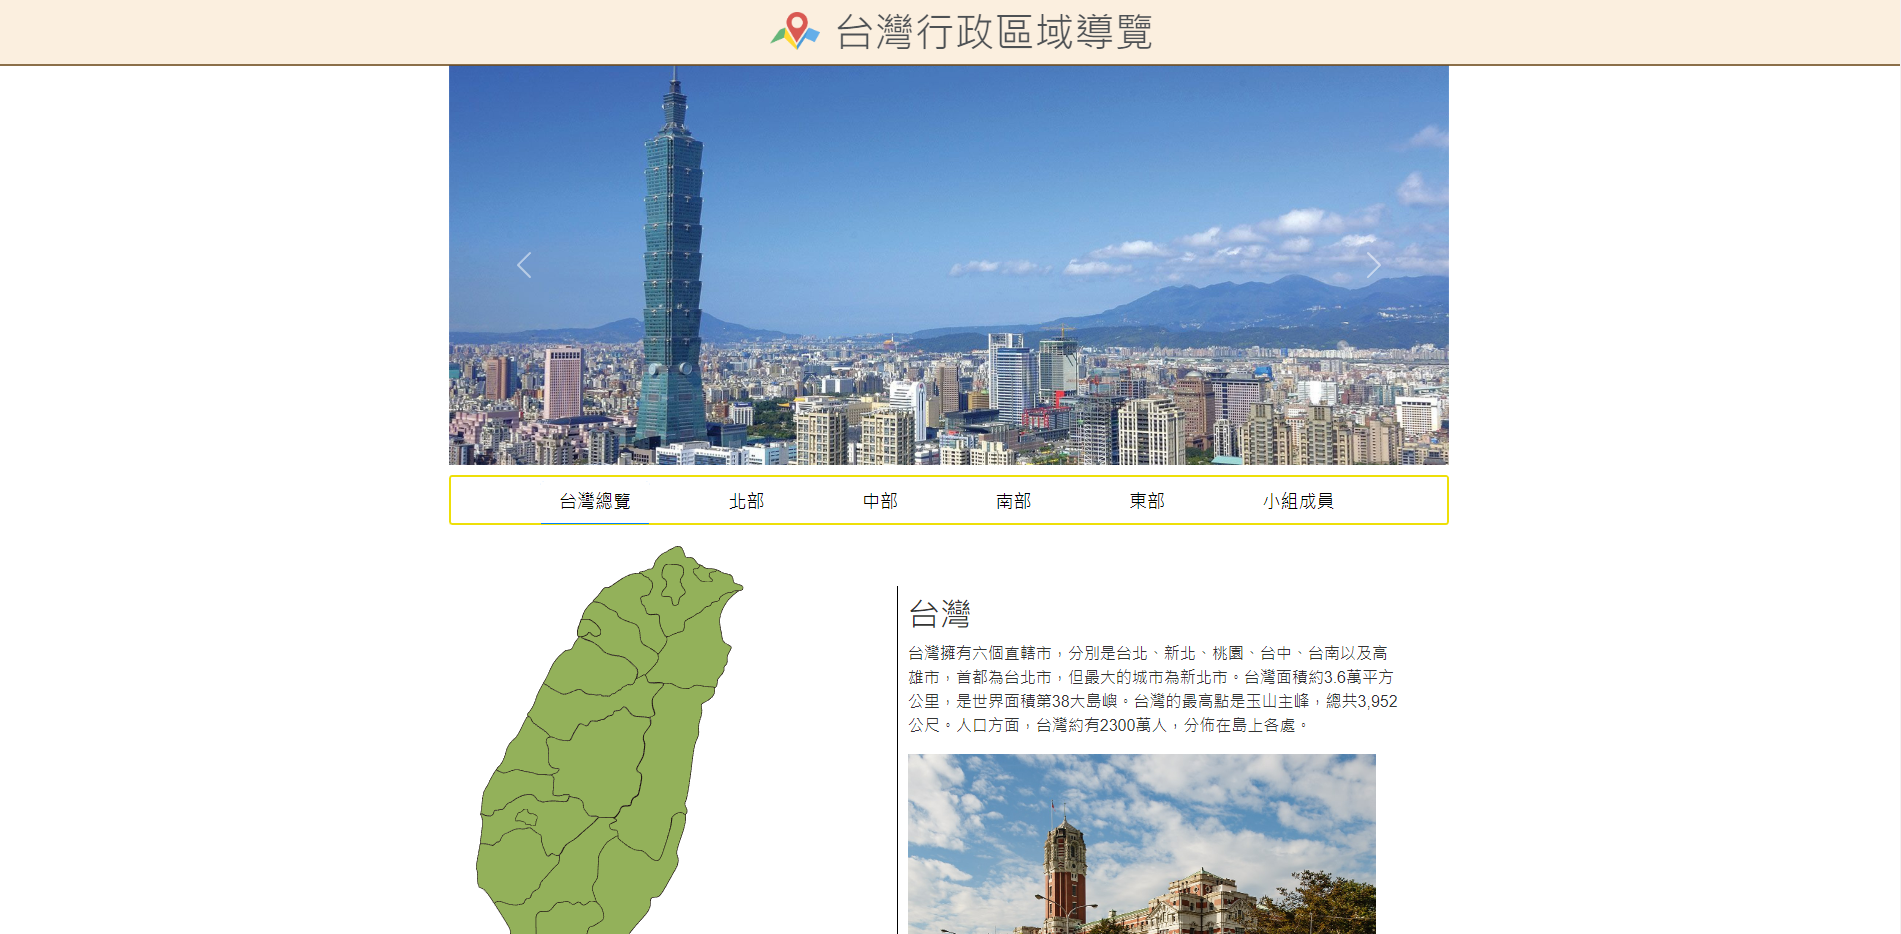 台灣行政區域導覽
台灣總覽 北部 中部 南部 東部 小組成員
台灣
台灣擁有六個直轄市，分別是台北、新北、桃園、台中、台南以及高
雄市，首都為台北市，但最大的城市為新北市。台灣面積約3.6萬平方
公里，是世界面積第38大島嶼。台灣的最高點是玉山主峰，總共3,952
公尺。人口方面，台灣約有2300萬人，分佈在島上各處。